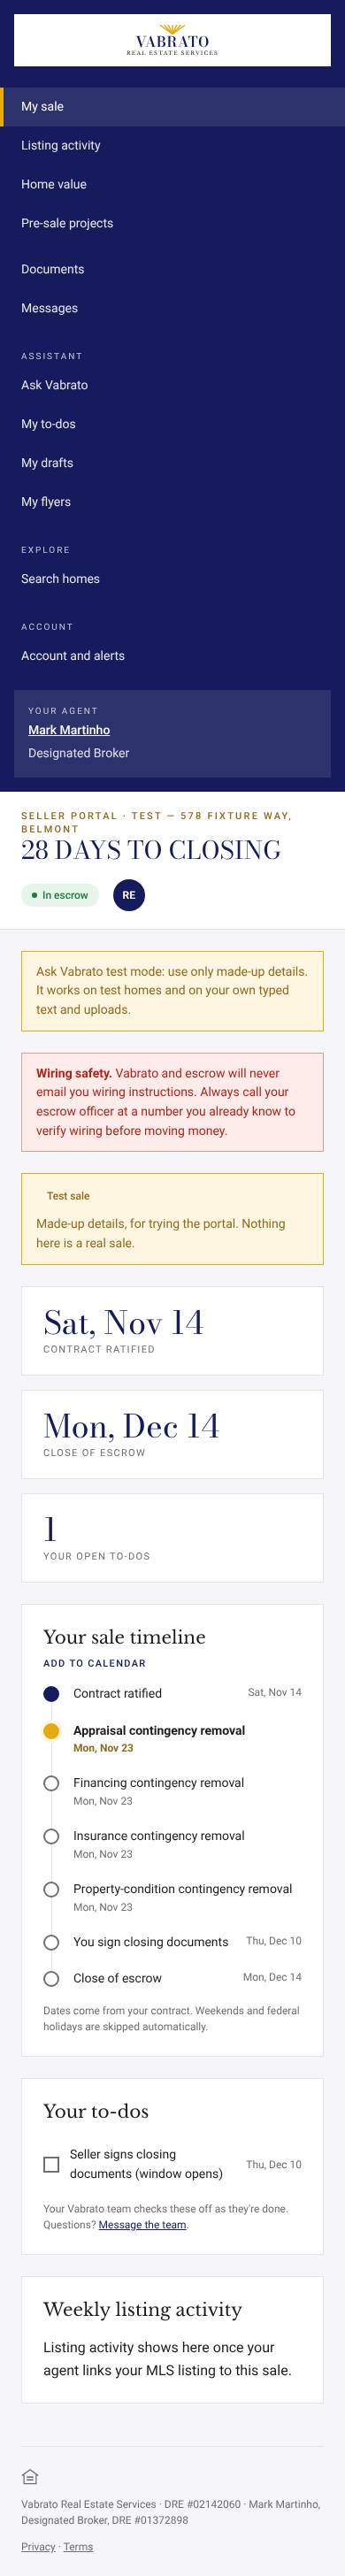 VABRATO
REAL ESTATE SERVICES
My sale
Listing activity
Home value
Pre-sale projects
Documents
Messages
ASSISTANT
Ask Vabrato
My to-dos
My drafts
My flyers
EXPLORE
Search homes
ACCOUNT
Account and alerts
YOUR AGENT
Mark Martinho
Designated Broker
SELLER PORTAL · TEST — 578 FIXTURE WAY,
BELMONT
28 DAYS TO CLOSING
In escrow
RE
Ask Vabrato test mode: use only made-up details.
It works on test homes and on your own typed
text and uploads.
Wiring safety. Vabrato and escrow will never
email you wiring instructions. Always call your
escrow officer at a number you already know to
verify wiring before moving money.
Test sale
Made-up details, for trying the portal. Nothing
here is a real sale.
Sat, Nov 14
CONTRACT RATIFIED
Mon, Dec 14
CLOSE OF ESCROW
1
YOUR OPEN TO-DOS
Your sale timeline
ADD TO CALENDAR
Contract ratified Sat, Nov 14
Appraisal contingency removal
Mon, Nov 23
Financing contingency removal
Mon, Nov 23
Insurance contingency removal
Mon, Nov 23
Property-condition contingency removal
Mon, Nov 23
You sign closing documents Thu, Dec 10
Close of escrow Mon, Dec 14
Dates come from your contract. Weekends and federal
holidays are skipped automatically.
Your to-dos
Seller signs closing
documents (window opens) Thu, Dec 10
Your Vabrato team checks these off as they're done.
Questions? Message the team.
Weekly listing activity
Listing activity shows here once your
agent links your MLS listing to this sale.
Vabrato Real Estate Services · DRE #02142060 · Mark Martinho,
Designated Broker, DRE #01372898
Privacy · Terms